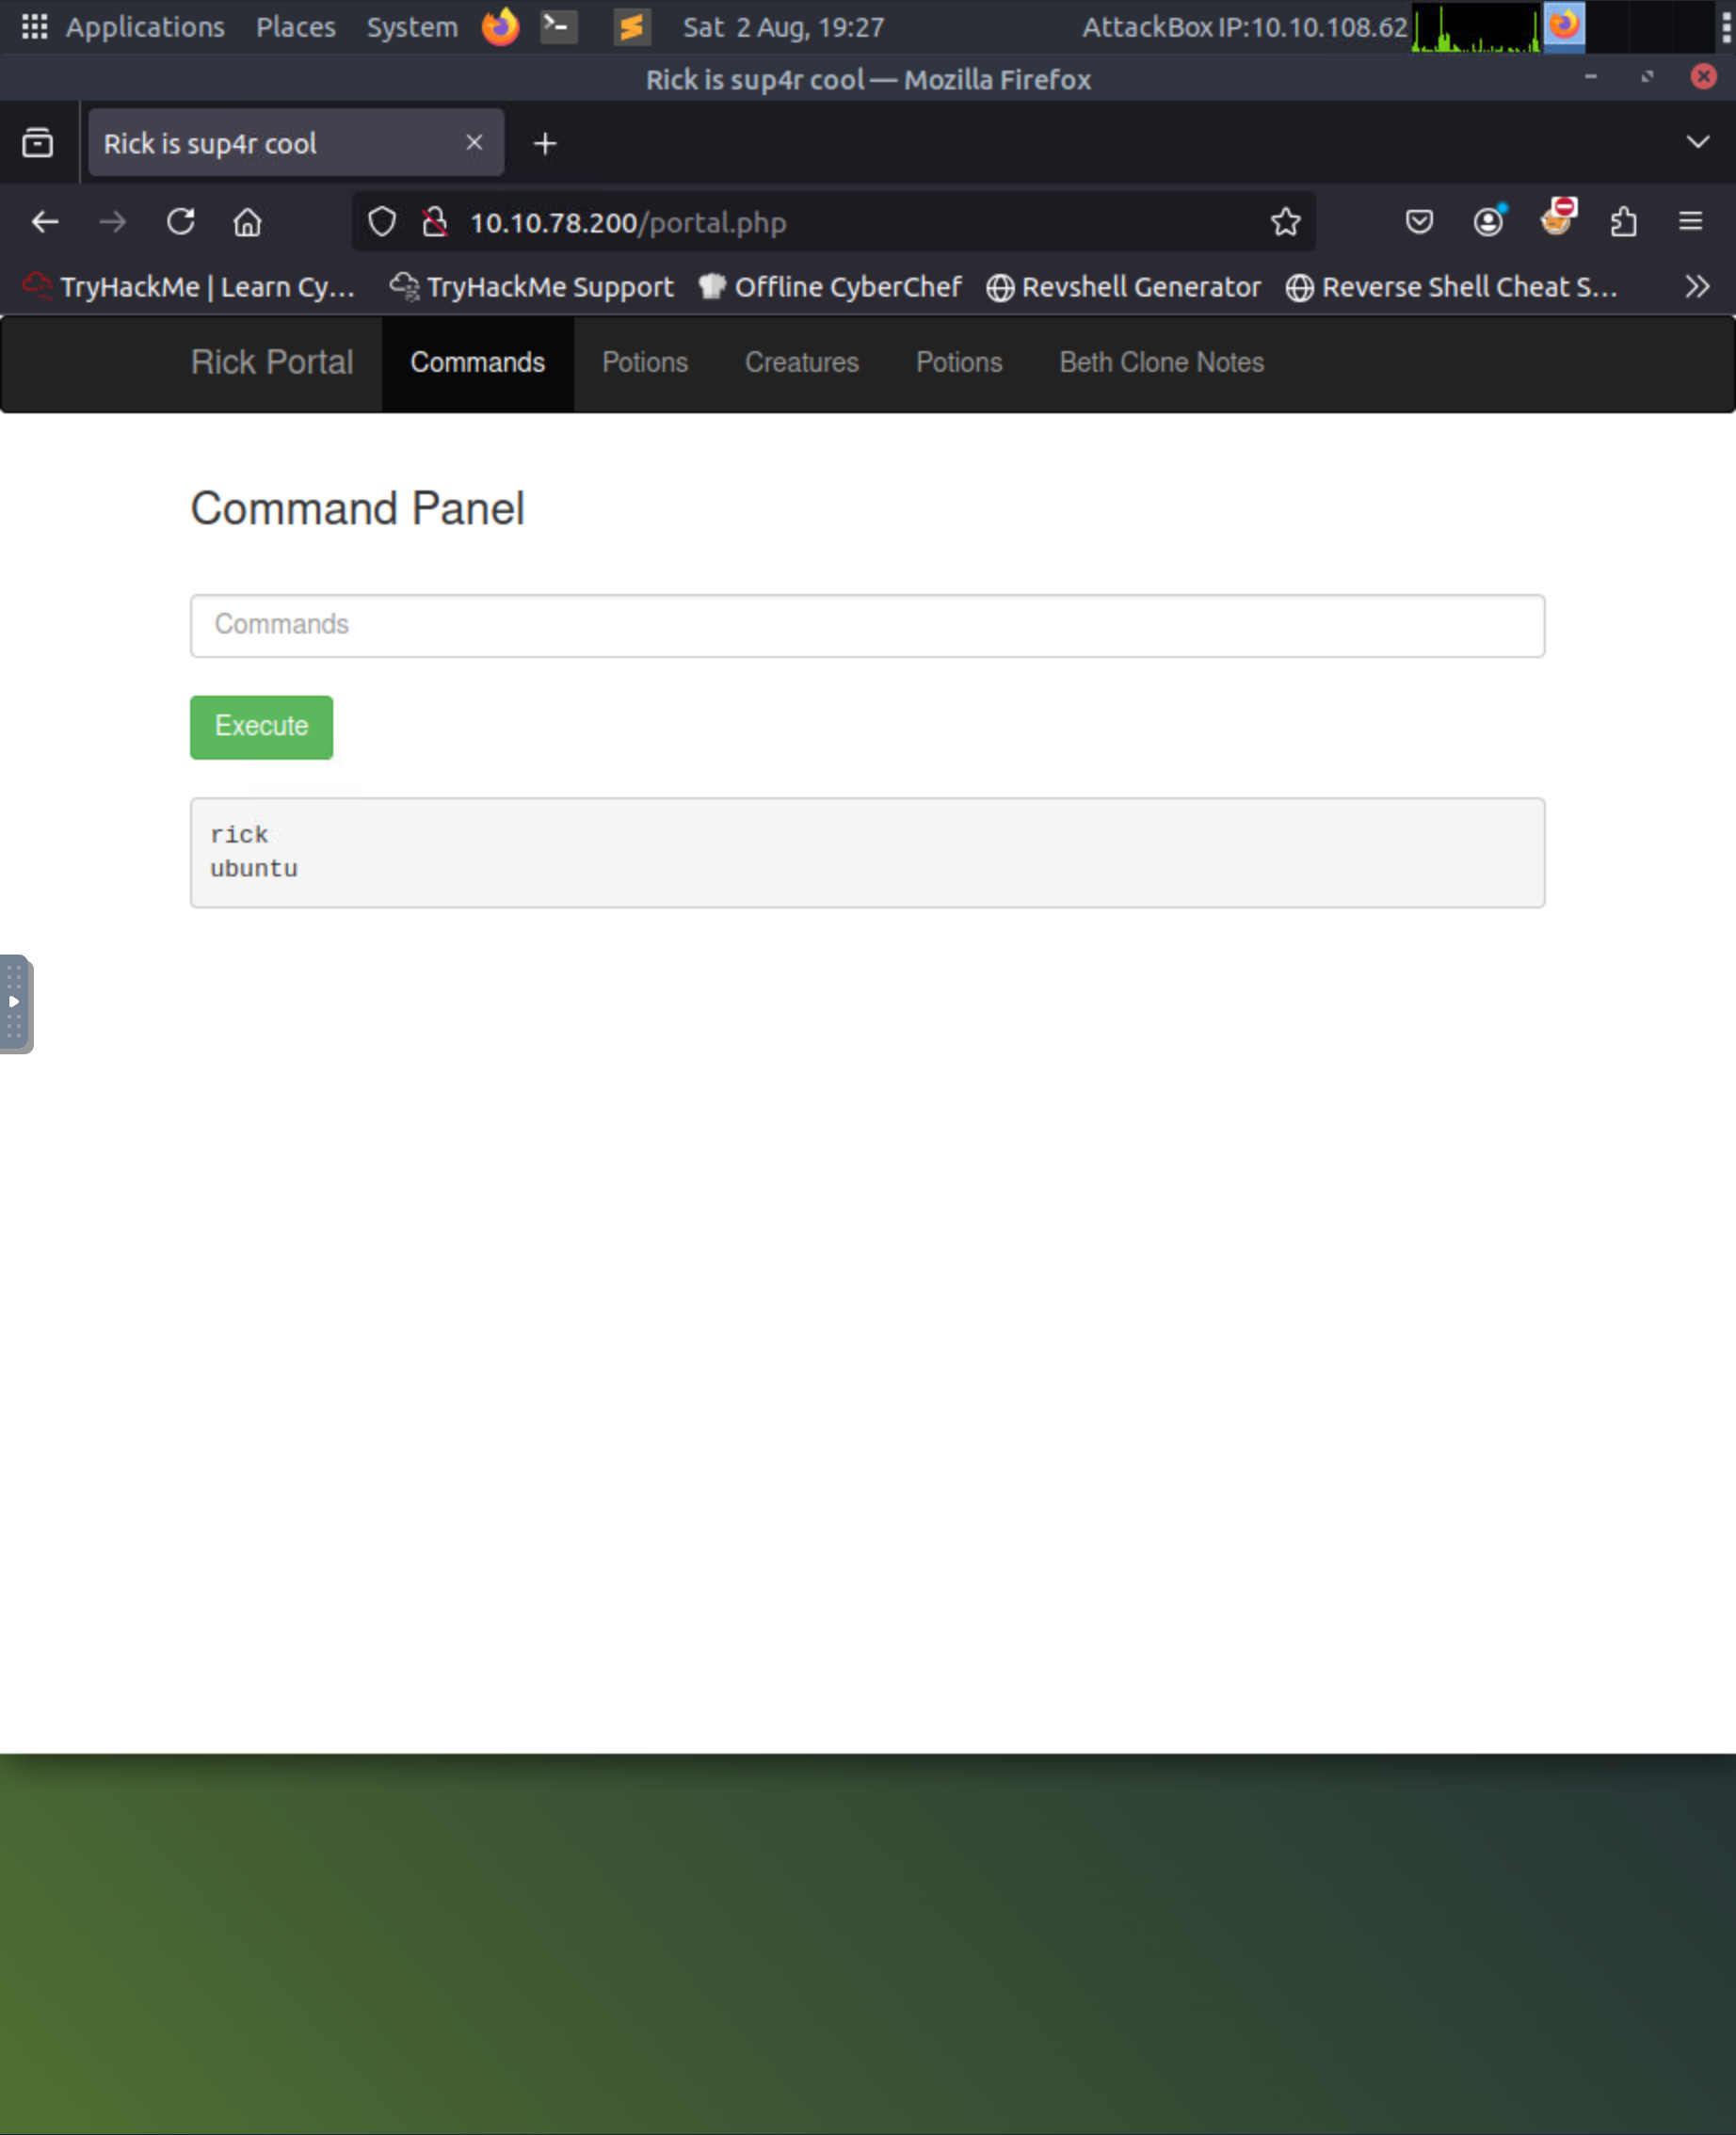 Applications Places System Sat 2 Aug, 19:27 AttackBox IP:10.10.108.62
Rick is sup4r cool — Mozilla Firefox
Rick is sup4r cool
10.10.78.200/portal.php
TryHackMe | Learn Cy... TryHackMe Support Offline CyberChef Revshell Generator Reverse Shell Cheat S...
Rick Portal Commands Potions Creatures Potions Beth Clone Notes
Command Panel
Commands
Execute
rick
ubuntu